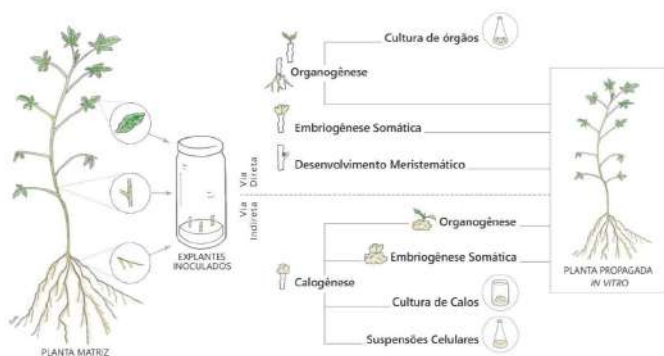 Cultura de órgãos
Organogênese
Embriogênese Somática
Desenvolvimento Meristemático
Via
Direta
Via
Indireta
EXPLANTES
INOCULADOS
Organogênese
Embriogênese Somática
Calogênese
Cultura de Calos
Suspensões Celulares
PLANTA MATRIZ
PLANTA PROPAGADA
IN VITRO